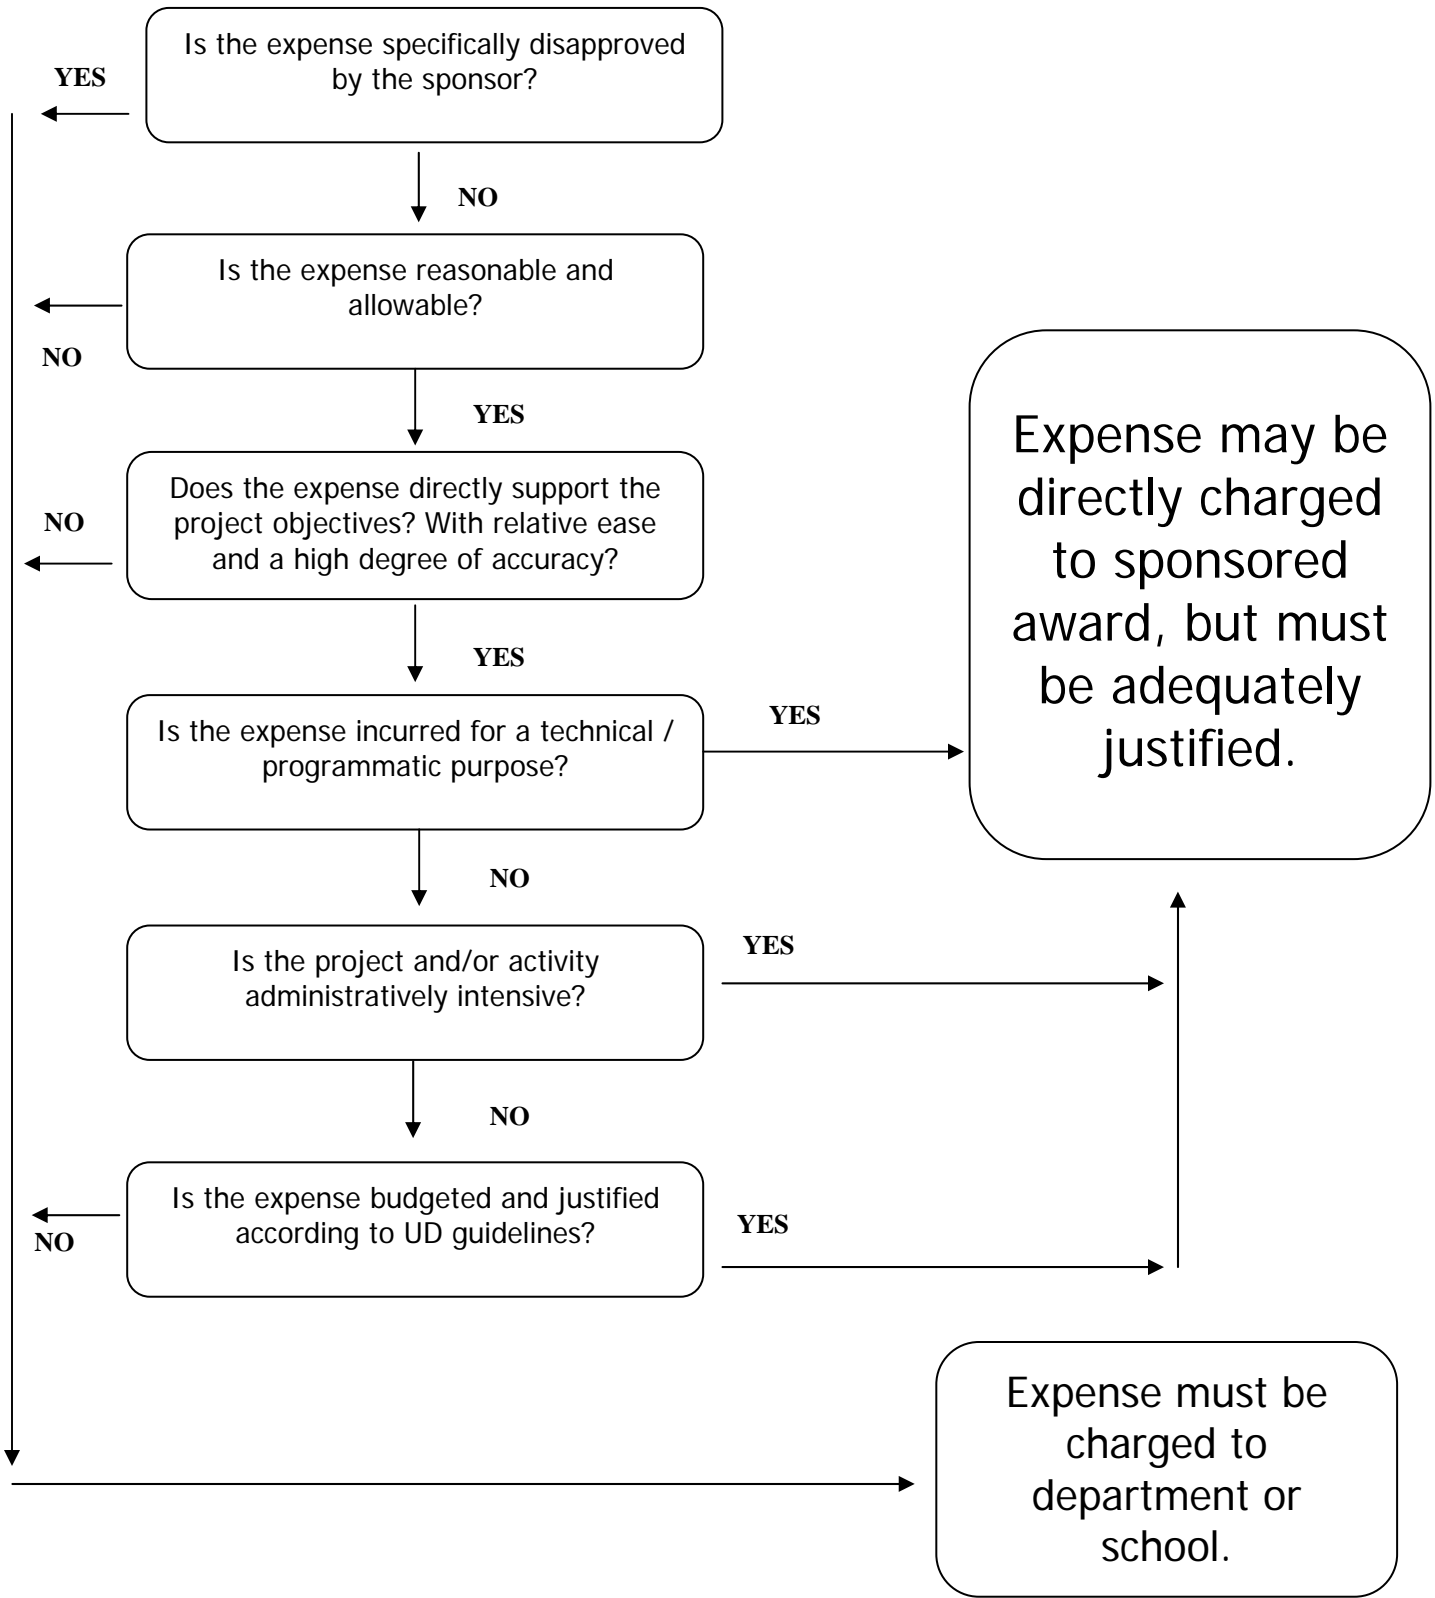 Is the expense specifically disapproved
by the sponsor?
YES
NO
Is the expense reasonable and
allowable?
NO
YES
Does the expense directly support the
project objectives? With relative ease
and a high degree of accuracy?
NO
YES
Is the expense incurred for a technical /
programmatic purpose?
YES
NO
Expense may be
directly charged
to sponsored
award, but must
be adequately
justified.
Is the project and/or activity
administratively intensive?
YES
NO
Is the expense budgeted and justified
according to UD guidelines?
NO
YES
Expense must be
charged to
department or
school.